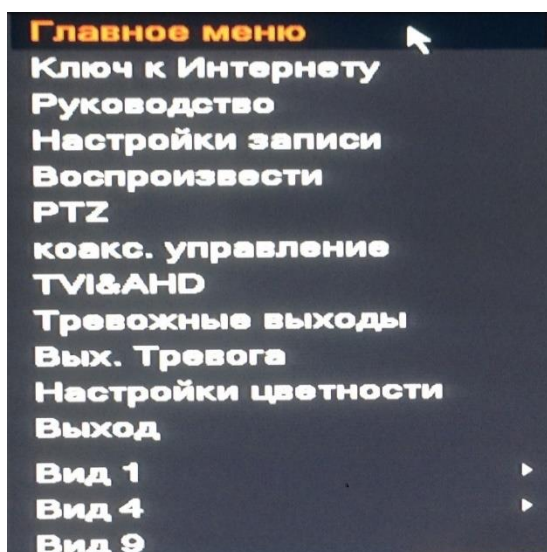 Главное меню
Ключ к Интернету
Руководство
Настройки записи
Воспроизвести
PTZ
коакс. управление
TVI&AHD
Тревожные выходы
Вых. Тревога
Настройки цветности
Выход
Вид 1
Вид 4
Вид 9